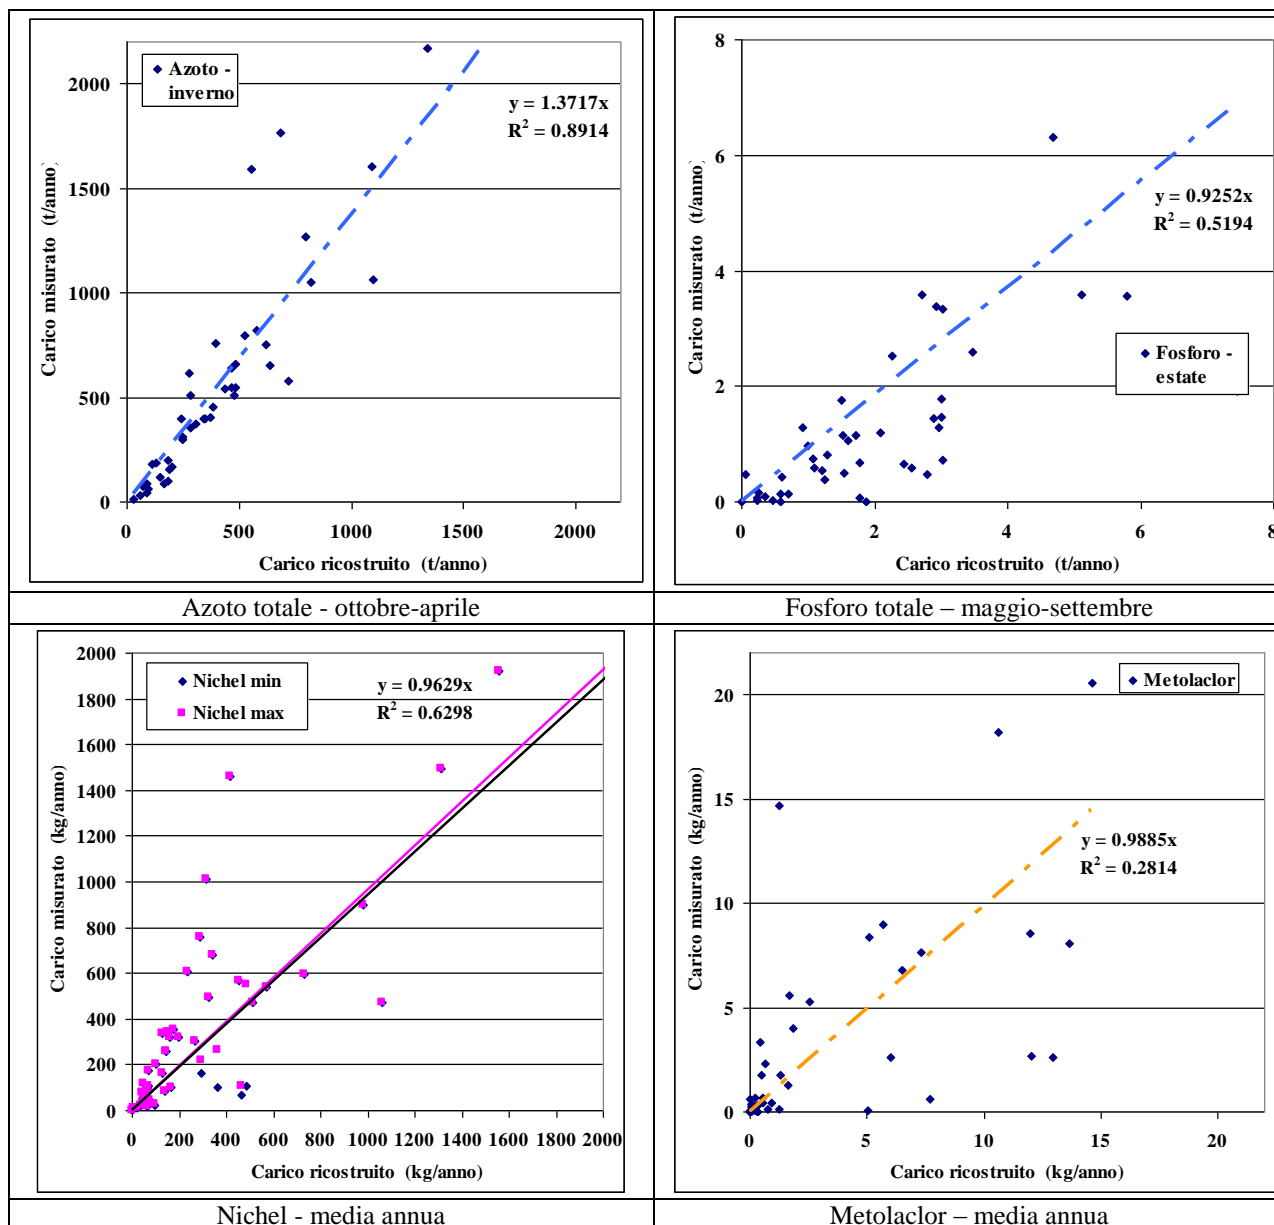 2000
1500
1000
500
0
0 500 1000 1500 2000
Carico misurato (t/anno)
Carico ricostruito (t/anno)
Azoto -
inverno
y = 1.3717x
R² = 0.8914
8
6
4
2
0
0 2 4 6 8
Carico misurato (t/anno)
Carico ricostruito (t/anno)
y = 0.9252x
R² = 0.5194
Fosforo -
estate
Azoto totale - ottobre-aprile
Fosforo totale – maggio-settembre
2000
1800
1600
1400
1200
1000
800
600
400
200
0
0 200 400 600 800 1000 1200 1400 1600 1800 2000
Carico misurato (kg/anno)
Carico ricostruito (kg/anno)
Nichel min
Nichel max
y = 0.9629x
R² = 0.6298
20
15
10
5
0
0 5 10 15 20
Carico misurato (kg/anno)
Carico ricostruito (kg/anno)
Metolaclor
y = 0.9885x
R² = 0.2814
Nichel - media annua
Metolaclor – media annua